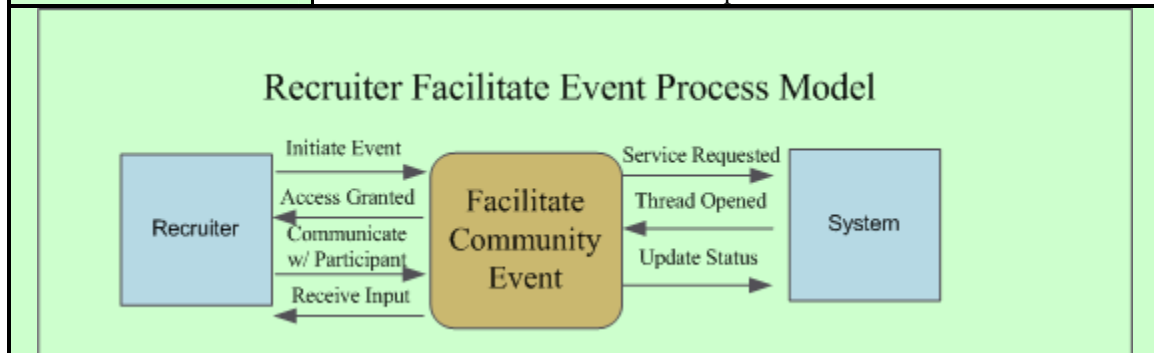 Recruiter Facilitate Event Process Model
Initiate Event
Access Granted
Communicate
w/ Participant
Receive Input
Recruiter
Facilitate
Community
Event
Service Requested
Thread Opened
Update Status
System